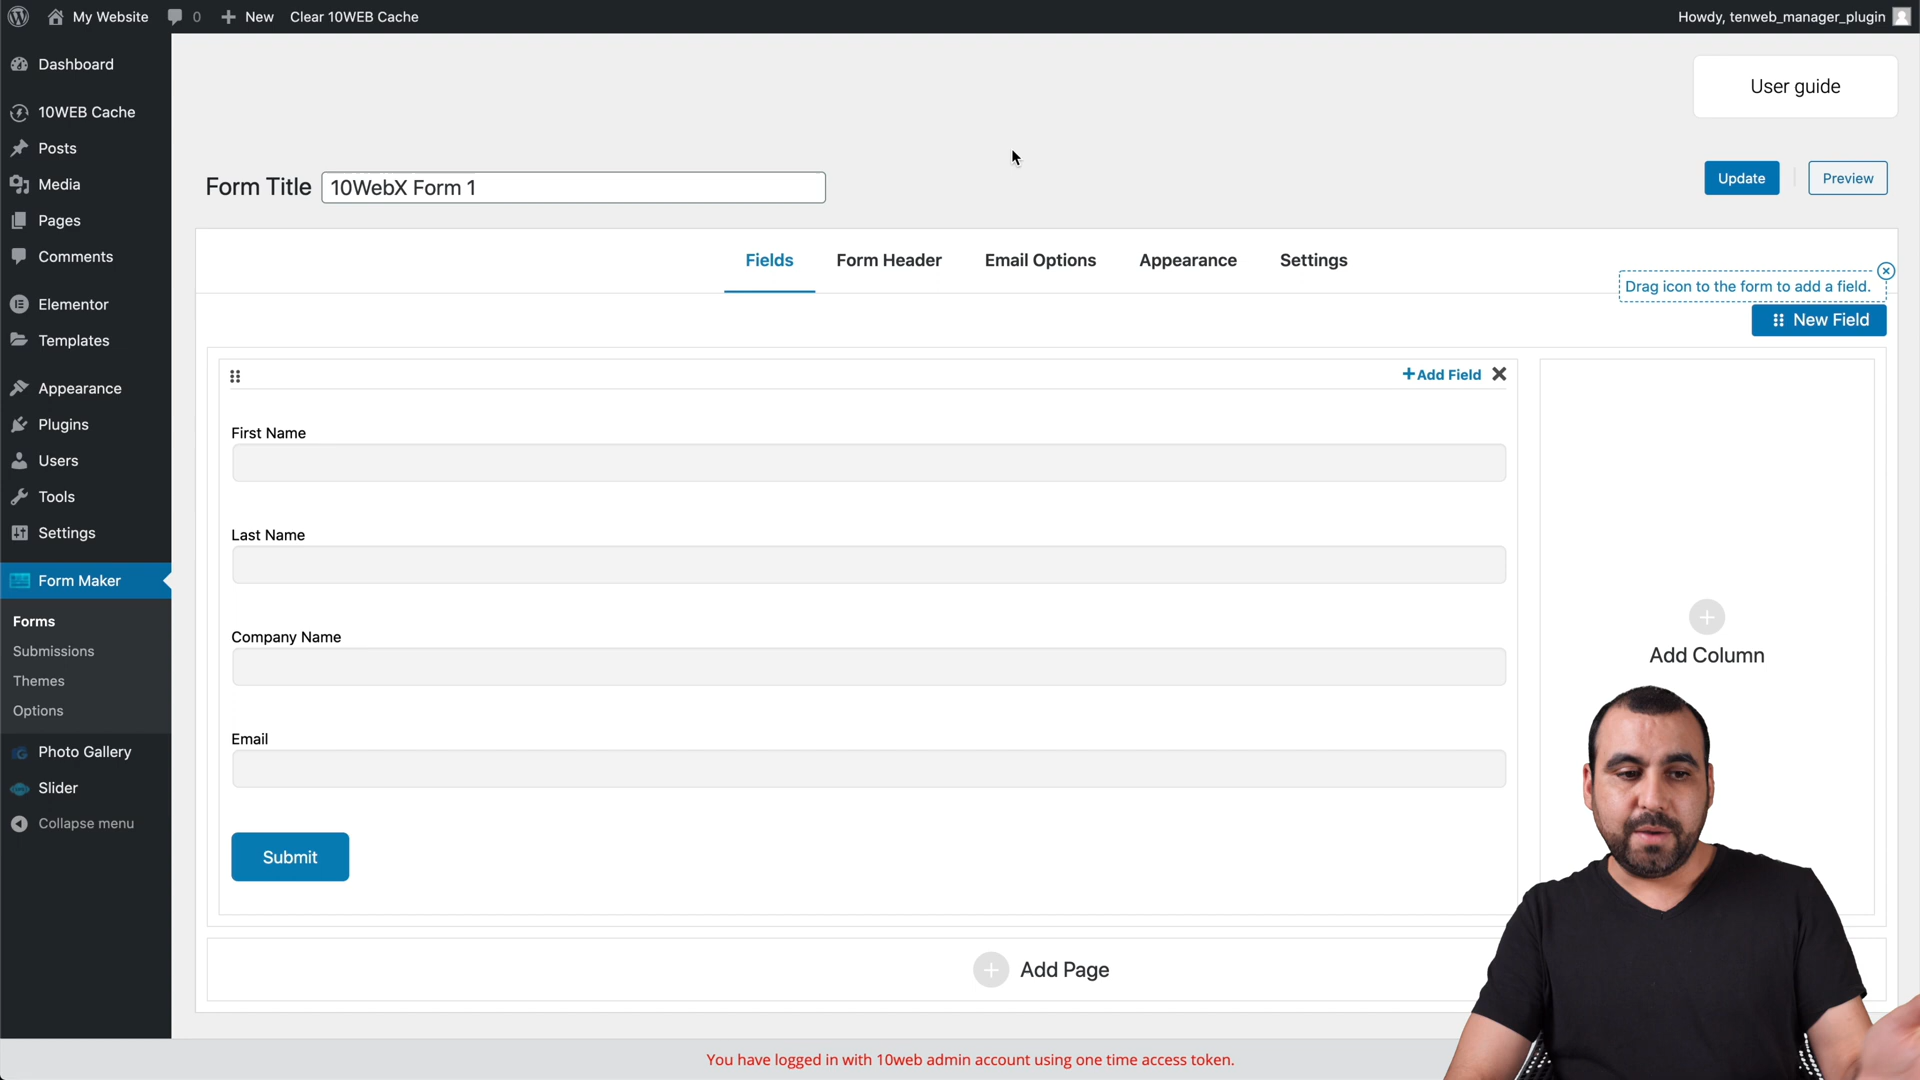 My Website
0
New
Clear 10WEB Cache
Howdy, tenweb_manager_plugin
Dashboard
10WEB Cache
Posts
Media
Pages
Comments
Elementor
Templates
Appearance
Plugins
Users
Tools
Settings
Form Maker
Forms
Submissions
Themes
Options
Photo Gallery
Slider
Collapse menu
User guide
Form Title
10WebX Form 1
Update
Preview
Fields
Form Header
Email Options
Appearance
Settings
Drag icon to the form to add a field.
New Field
+Add Field
First Name
Last Name
Company Name
Email
Submit
Add Column
Add Page
You have logged in with 10web admin account using one time access token.